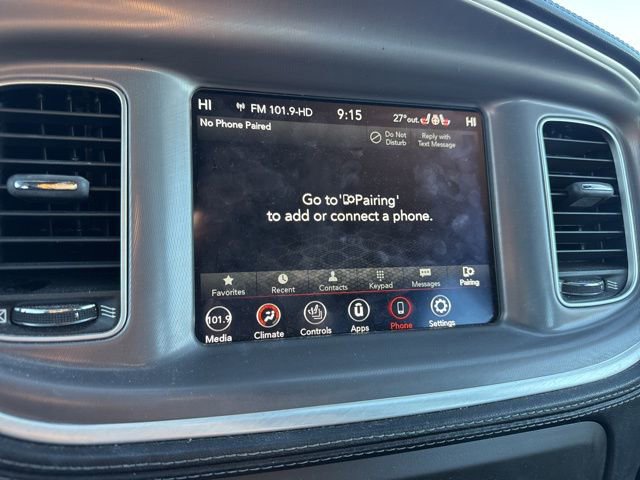 HI FM 101.9-HD 9:15 27°out. HI
No Phone Paired Do Not Disturb Reply with Text Message
Go to 'Pairing'
to add or connect a phone.
Favorites Recent Contacts Keypad Messages Pairing
101.9
Media Climate Controls Apps Phone Settings